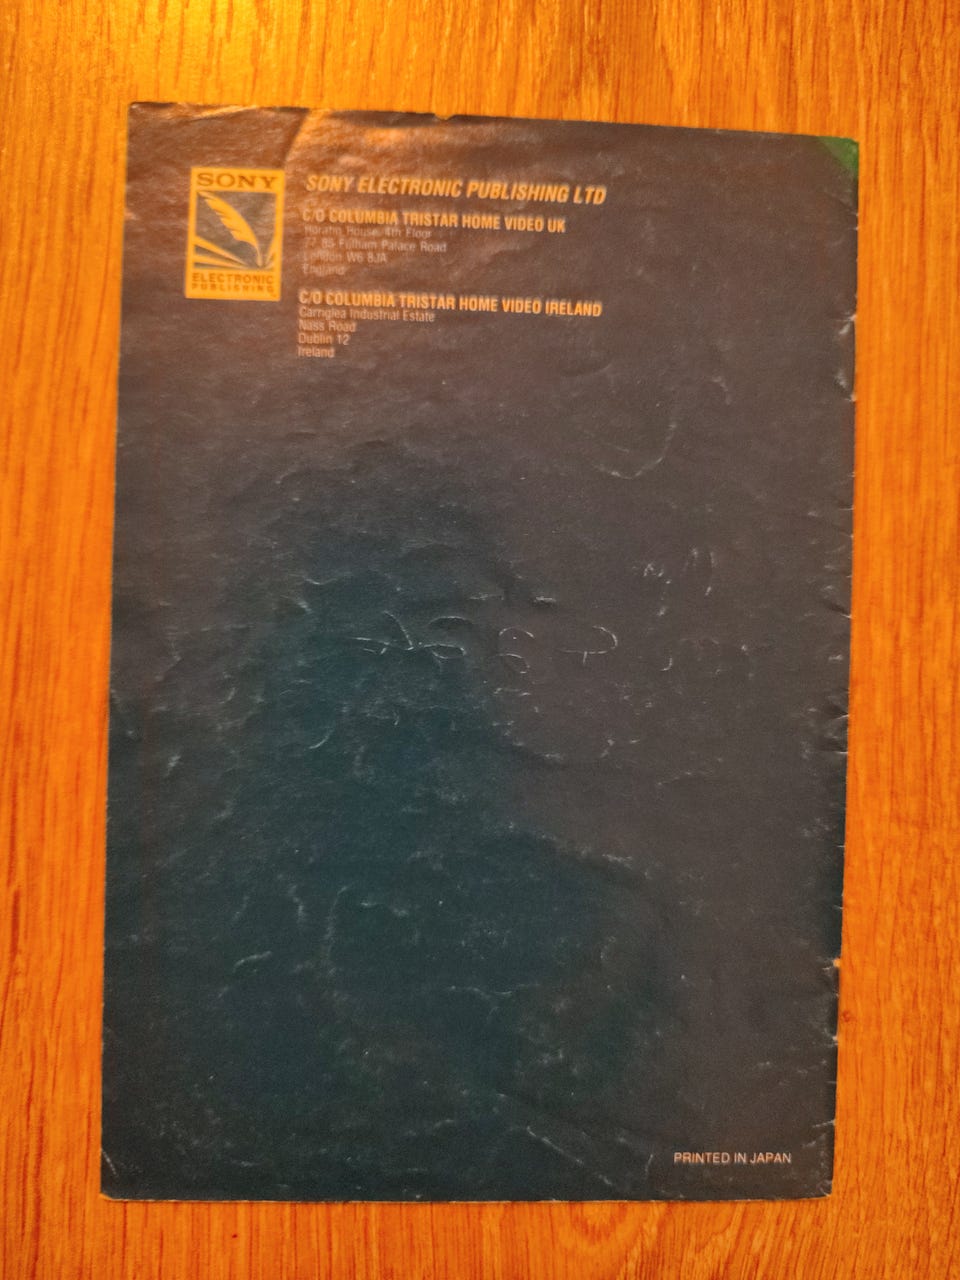 SONY
ELECTRONIC
PUBLISHING
SONY ELECTRONIC PUBLISHING LTD
C/O COLUMBIA TRISTAR HOME VIDEO UK
Horatio House, 4th Floor
77 85 Fulham Palace Road
London W6 8JA
England
C/O COLUMBIA TRISTAR HOME VIDEO IRELAND
Carriglea Industrial Estate
Nass Road
Dublin 12
Ireland
PRINTED IN JAPAN